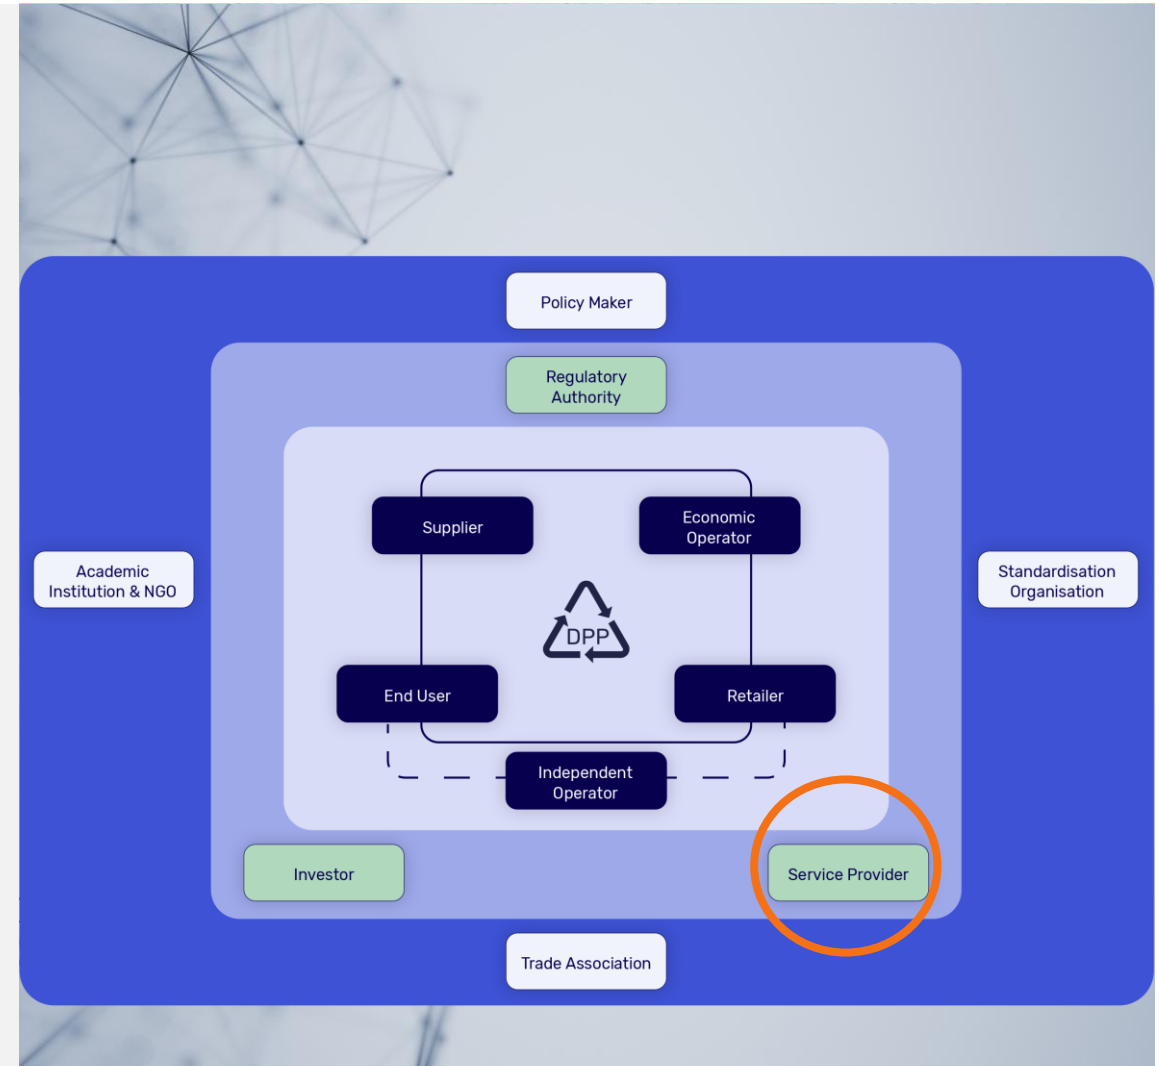 Policy Maker
Regulatory
Authority
Supplier
Economic
Operator
Academic
Institution & NGO
Standardisation
Organisation
DPP
End User
Retailer
Independent
Operator
Investor
Service Provider
Trade Association